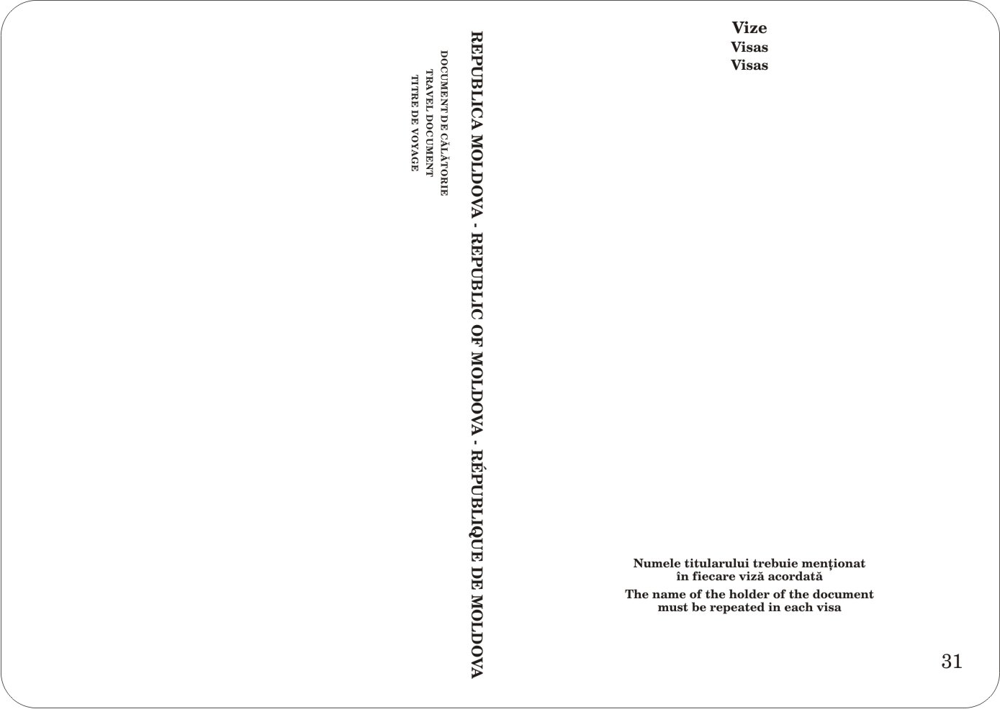 DOCUMENT DE CĂLĂTORIE
TRAVEL DOCUMENT
TITRE DE VOYAGE
REPUBLICA MOLDOVA - REPUBLIC OF MOLDOVA - RÉPUBLIQUE DE MOLDOVA
Vize
Visas
Visas
Numele titularului trebuie menționat
în fiecare viză acordată
The name of the holder of the document
must be repeated in each visa
31